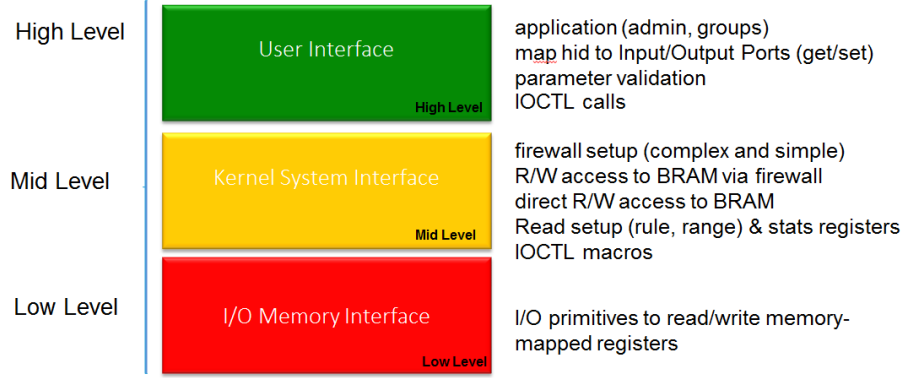 High Level
User Interface
High Level
application (admin, groups)
map hid to Input/Output Ports (get/set)
parameter validation
IOCTL calls
Mid Level
Kernel System Interface
Mid Level
firewall setup (complex and simple)
R/W access to BRAM via firewall
direct R/W access to BRAM
Read setup (rule, range) & stats registers
IOCTL macros
Low Level
I/O Memory Interface
Low Level
I/O primitives to read/write memory-
mapped registers